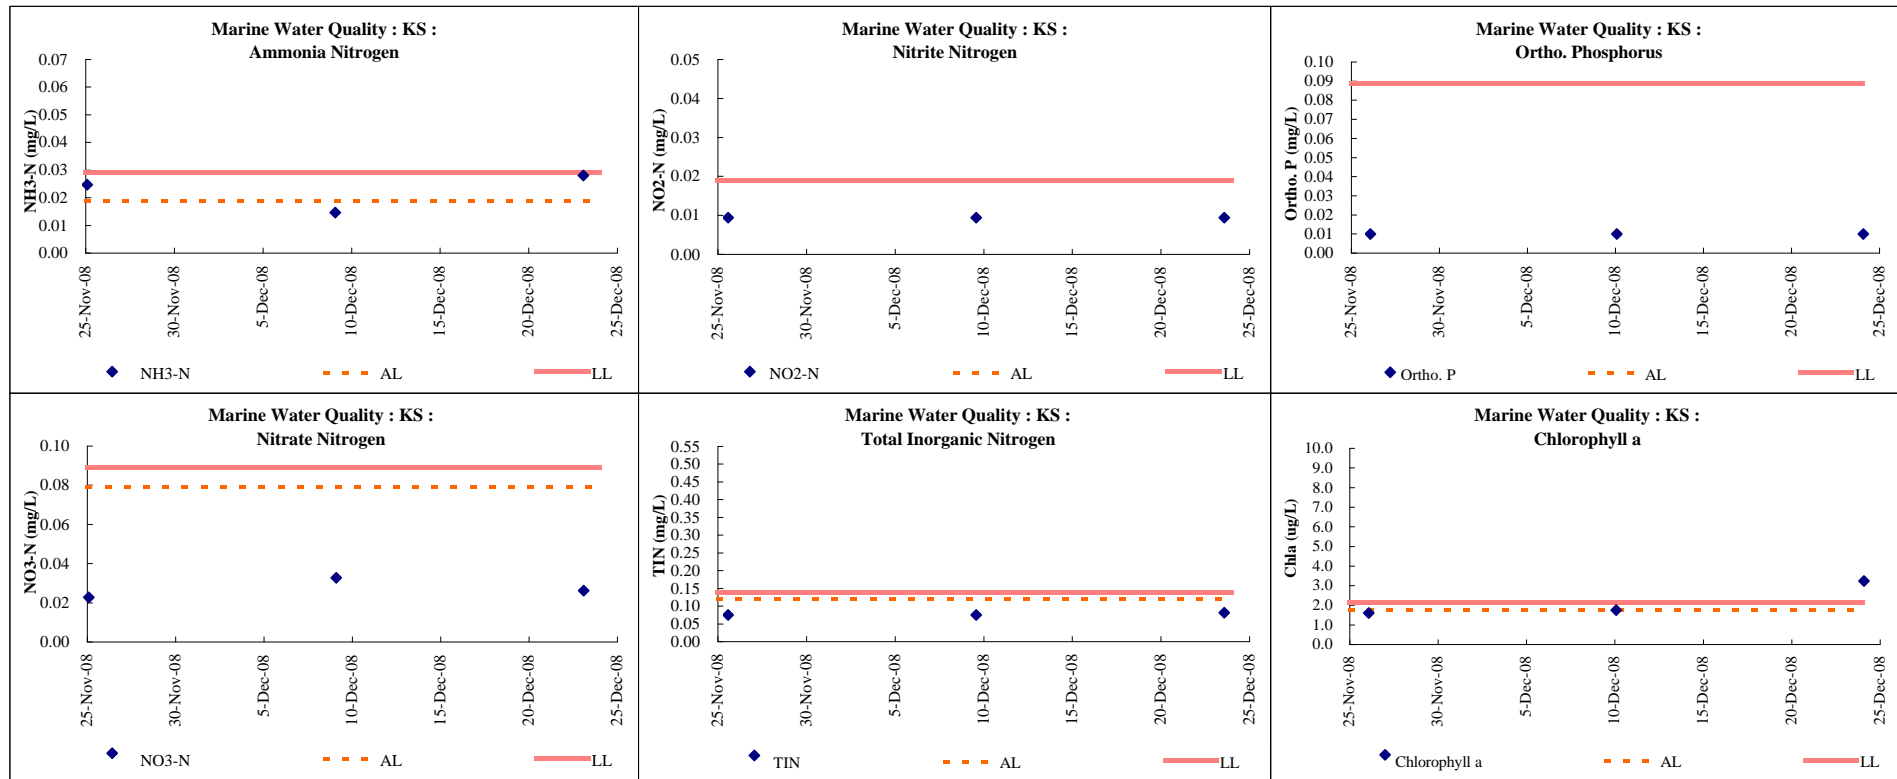 Marine Water Quality : KS :
Ammonia Nitrogen
0.07
0.06
0.05
0.04
0.03
0.02
0.01
0.00
NH3-N (mg/L)
25-Nov-08
30-Nov-08
5-Dec-08
10-Dec-08
15-Dec-08
20-Dec-08
25-Dec-08
NH3-N
AL
LL
Marine Water Quality : KS :
Nitrite Nitrogen
0.05
0.04
0.03
0.02
0.01
0.00
NO2-N (mg/L)
25-Nov-08
30-Nov-08
5-Dec-08
10-Dec-08
15-Dec-08
20-Dec-08
25-Dec-08
NO2-N
AL
LL
Marine Water Quality : KS :
Ortho. Phosphorus
0.10
0.09
0.08
0.07
0.06
0.05
0.04
0.03
0.02
0.01
0.00
Ortho. P (mg/L)
25-Nov-08
30-Nov-08
5-Dec-08
10-Dec-08
15-Dec-08
20-Dec-08
25-Dec-08
Ortho. P
AL
LL
Marine Water Quality : KS :
Nitrate Nitrogen
0.10
0.08
0.06
0.04
0.02
0.00
NO3-N (mg/L)
25-Nov-08
30-Nov-08
5-Dec-08
10-Dec-08
15-Dec-08
20-Dec-08
25-Dec-08
NO3-N
AL
LL
Marine Water Quality : KS :
Total Inorganic Nitrogen
0.55
0.50
0.45
0.40
0.35
0.30
0.25
0.20
0.15
0.10
0.05
0.00
TIN (mg/L)
25-Nov-08
30-Nov-08
5-Dec-08
10-Dec-08
15-Dec-08
20-Dec-08
25-Dec-08
TIN
AL
LL
Marine Water Quality : KS :
Chlorophyll a
10.0
9.0
8.0
7.0
6.0
5.0
4.0
3.0
2.0
1.0
0.0
Chla (ug/L)
25-Nov-08
30-Nov-08
5-Dec-08
10-Dec-08
15-Dec-08
20-Dec-08
25-Dec-08
Chlorophyll a
AL
LL